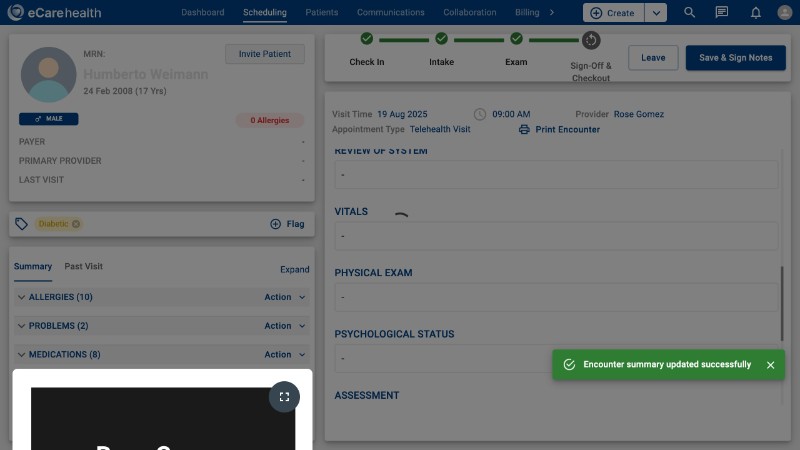 eCarehealth Dashboard Scheduling Patients Communications Collaboration Billing Create
MRN: Invite Patient
Humberto Weimann
24 Feb 2008 (17 Yrs)
MALE 0 Allergies
PAYER -
PRIMARY PROVIDER -
LAST VISIT -
Diabetic Flag
Summary Past Visit Expand
ALLERGIES (10) Action
PROBLEMS (2) Action
MEDICATIONS (8) Action
Check In Intake Exam Sign-Off &
Checkout
Leave Save & Sign Notes
Visit Time 19 Aug 2025 09:00 AM Provider Rose Gomez
Appointment Type Telehealth Visit Print Encounter
REVIEW OF SYSTEM
-
VITALS
-
PHYSICAL EXAM
-
PSYCHOLOGICAL STATUS
-
Encounter summary updated successfully
ASSESSMENT